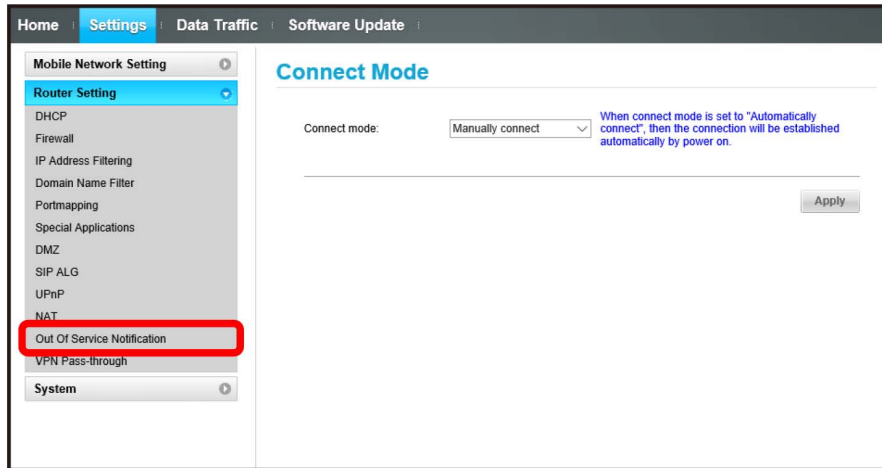 Home Settings Data Traffic Software Update
Mobile Network Setting
Router Setting
DHCP
Firewall
IP Address Filtering
Domain Name Filter
Portmapping
Special Applications
DMZ
SIP ALG
UPnP
NAT
Out Of Service Notification
VPN Pass-through
System
Connect Mode
Connect mode: Manually connect
When connect mode is set to "Automatically
connect", then the connection will be established
automatically by power on.
Apply